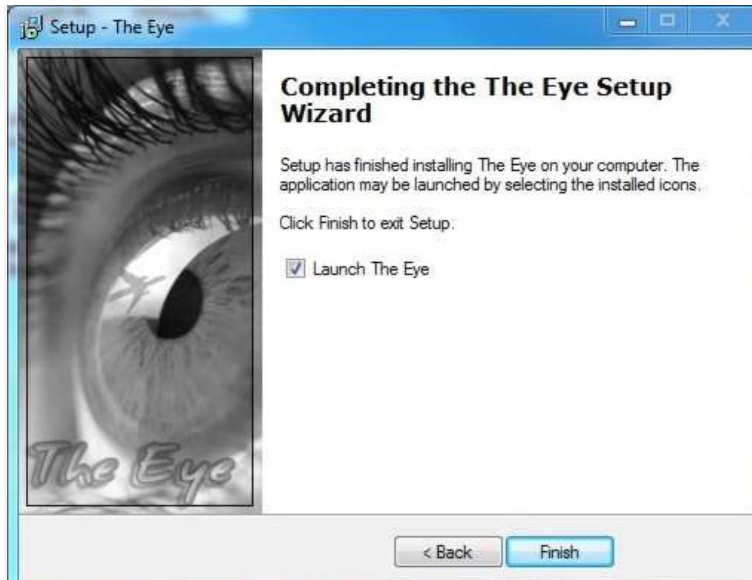 Setup - The Eye
Completing the The Eye Setup
Wizard
Setup has finished installing The Eye on your computer. The
application may be launched by selecting the installed icons.
Click Finish to exit Setup.
Launch The Eye
The Eye
< Back
Finish